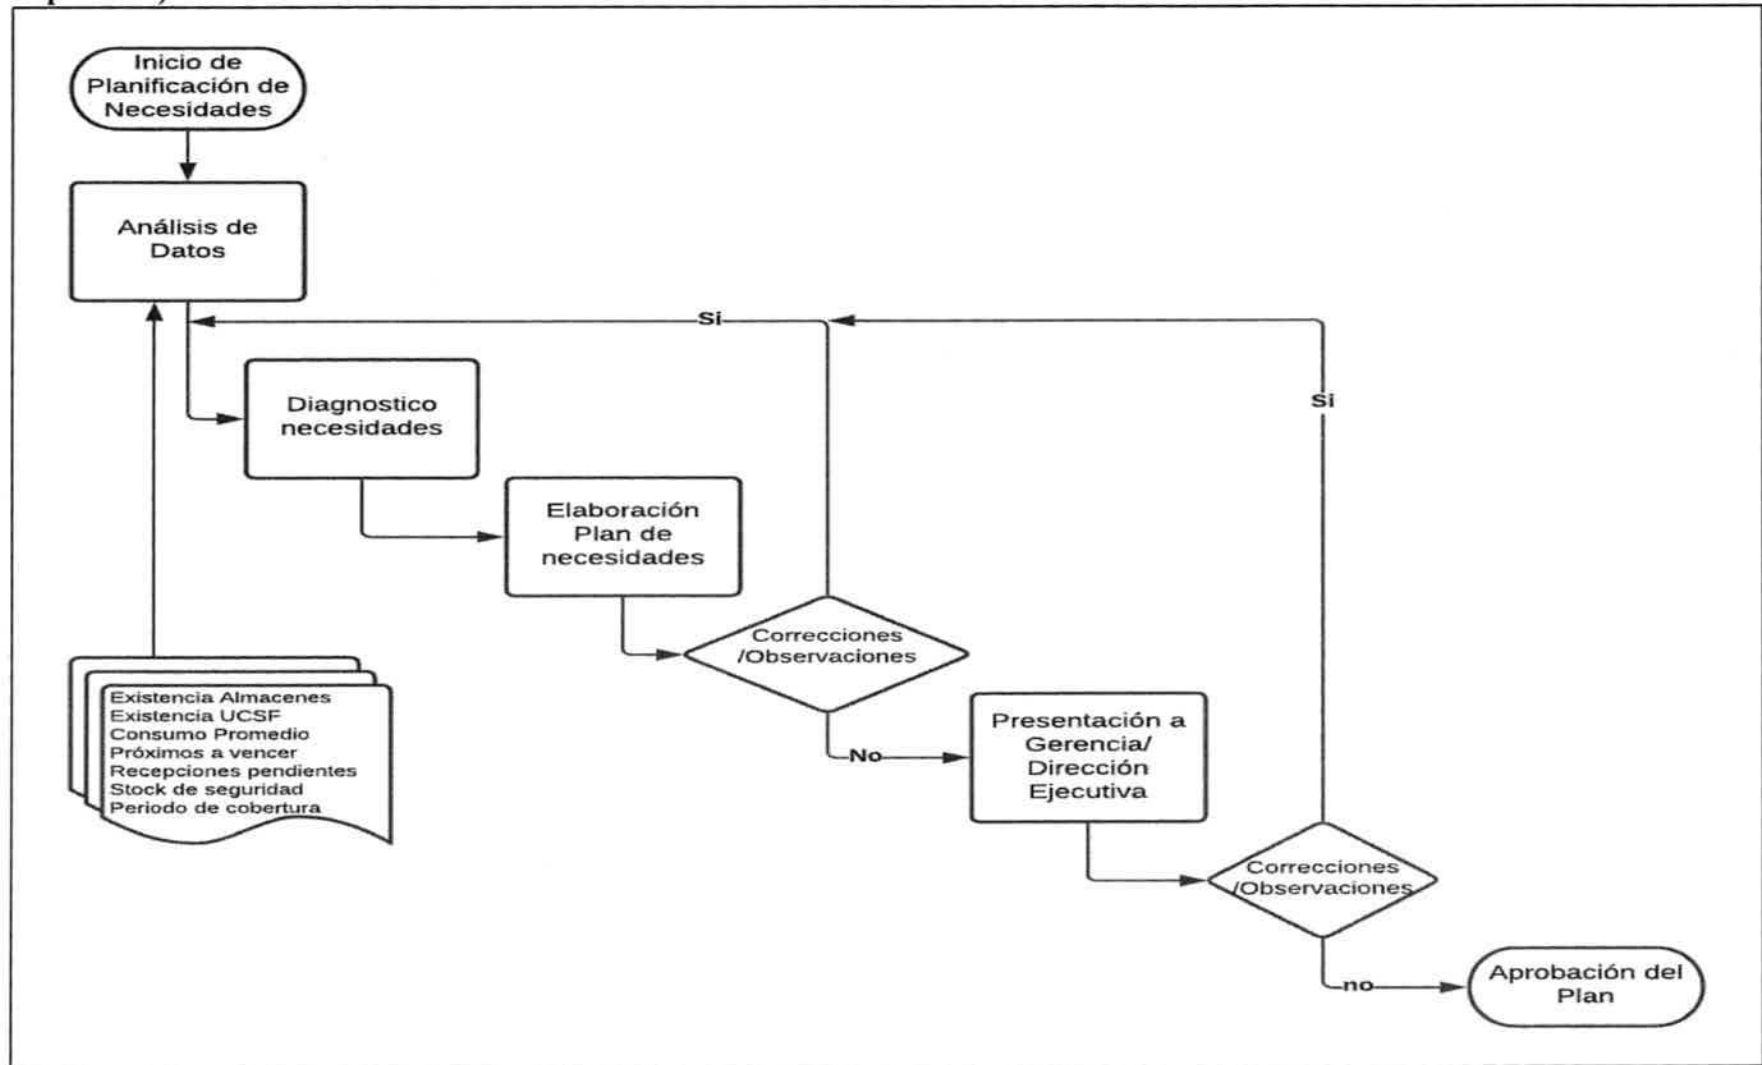 Inicio de
Planificación de
Necesidades
Análisis de
Datos
Si
Si
Diagnostico
necesidades
Elaboración
Plan de
necesidades
Correcciones
/Observaciones
Existencia Almacenes
Existencia UCSF
Consumo Promedio
Próximos a vencer
Recepciones pendientes
Stock de seguridad
Periodo de cobertura
No
Presentación a
Gerencia/
Dirección
Ejecutiva
Correcciones
/Observaciones
no
Aprobación del
Plan